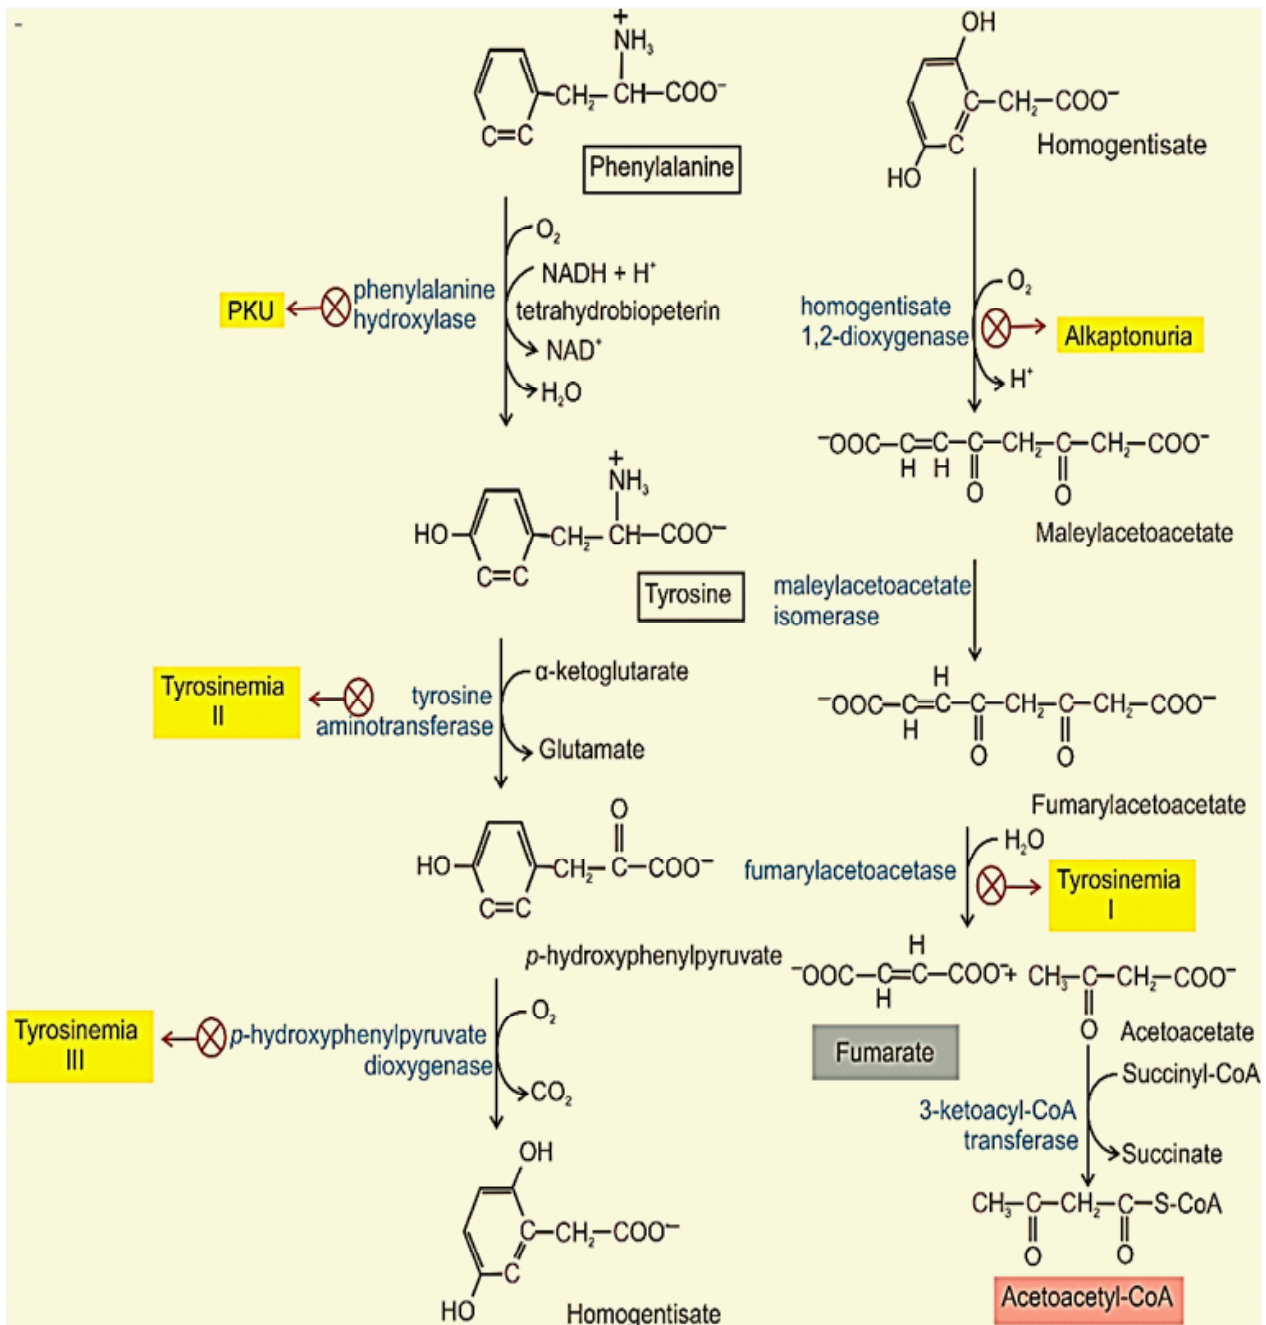 -
+
NH3
CH2—CH—COO−
C=C
Phenylalanine
O2
NADH + H+
PKU
phenylalanine
hydroxylase
tetrahydrobiopeterin
NAD+
H2O
+
NH3
HO
CH2—CH—COO−
C=C
Tyrosine
α-ketoglutarate
Tyrosinemia
II
tyrosine
aminotransferase
Glutamate
O
HO
CH2—C—COO−
C=C
p-hydroxyphenylpyruvate
O2
Tyrosinemia
III
p-hydroxyphenylpyruvate
dioxygenase
CO2
OH
C—CH2—COO−
C
HO
Homogentisate
OH
C—CH2—COO−
C
HO
Homogentisate
O2
homogentisate
1,2-dioxygenase
Alkaptonuria
H+
−OOC—C=C—C—CH2—C—CH2—COO−
H H O O
Maleylacetoacetate
maleylacetoacetate
isomerase
H
−OOC—C=C—C—CH2—C—CH2—COO−
H O O
Fumarylacetoacetate
H2O
fumarylacetoacetase
Tyrosinemia
I
H
−OOC—C=C—COO− + CH3—C—CH2—COO−
H O
Fumarate
Acetoacetate
Succinyl-CoA
3-ketoacyl-CoA
transferase
Succinate
CH3—C—CH2—C—S-CoA
O O
Acetoacetyl-CoA